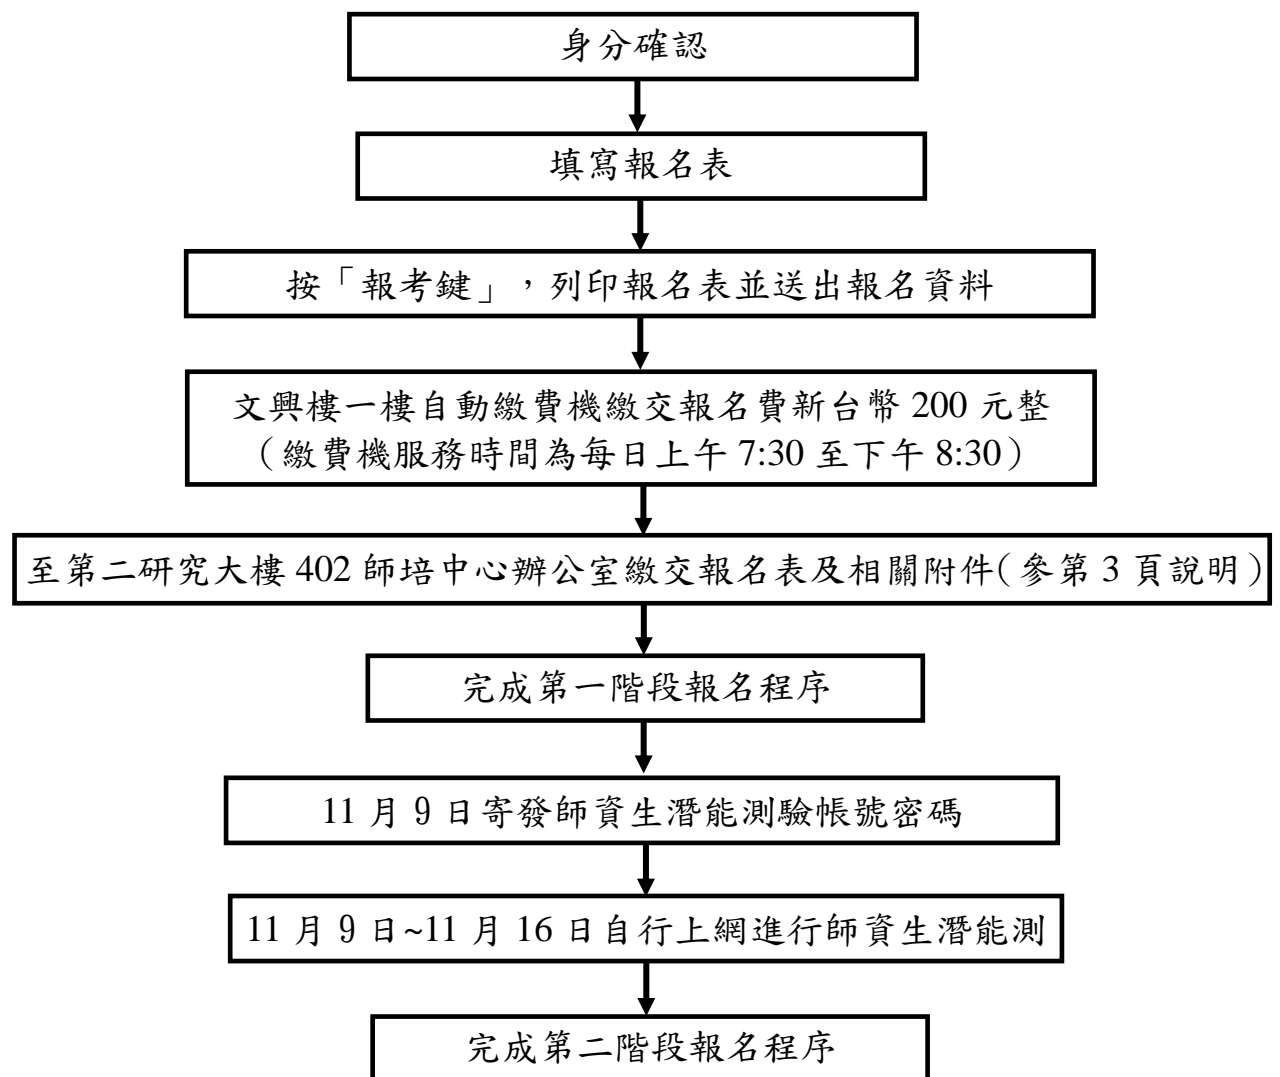 身分確認
填寫報名表
按「報考鍵」，列印報名表並送出報名資料
文興樓一樓自動繳費機繳交報名費新台幣 200 元整
（繳費機服務時間為每日上午 7:30 至下午 8:30）
至第二研究大樓 402 師培中心辦公室繳交報名表及相關附件（參第 3 頁說明）
完成第一階段報名程序
11 月 9 日寄發師資生潛能測驗帳號密碼
11 月 9 日~11 月 16 日自行上網進行師資生潛能測
完成第二階段報名程序